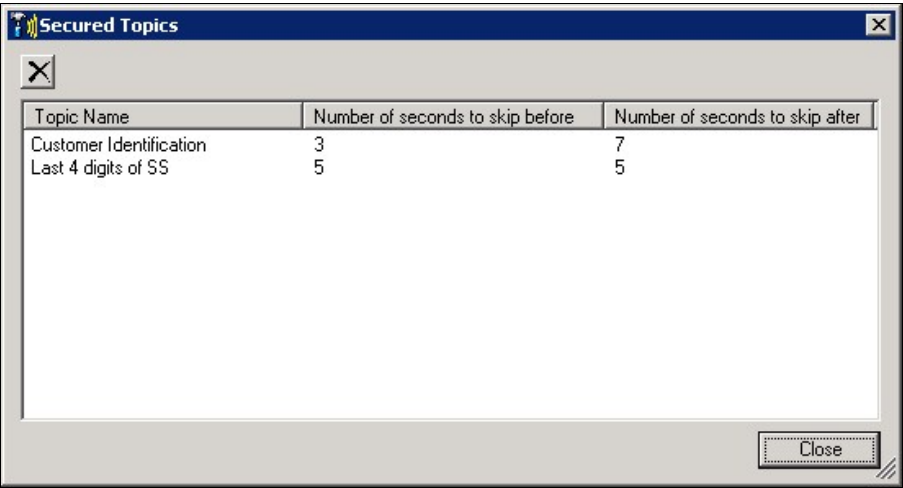 Secured Topics
Topic Name Number of seconds to skip before Number of seconds to skip after
Customer Identification 3 7
Last 4 digits of SS 5 5
Close